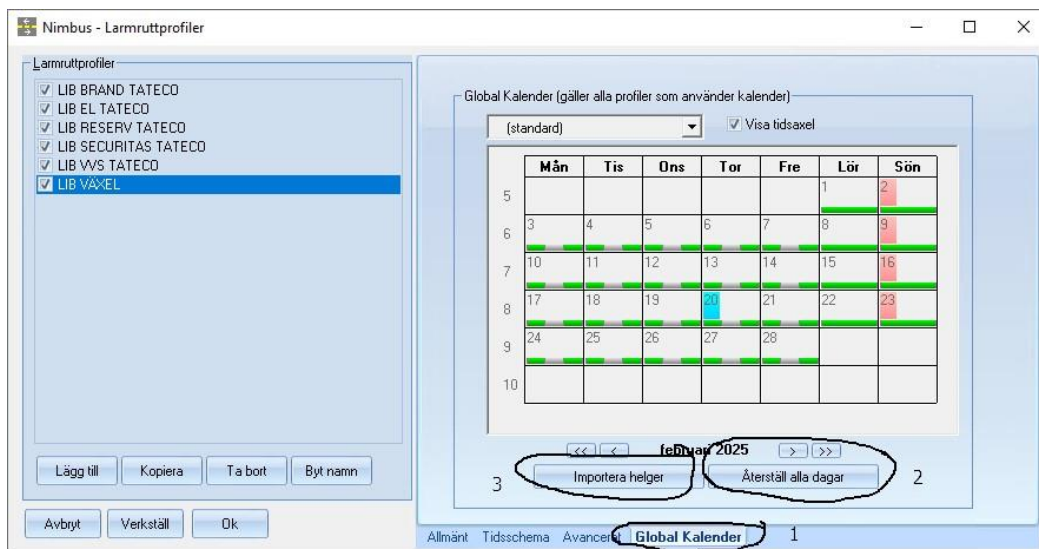 Nimbus - Larmruttprofiler
Larmruttprofiler
LIB BRAND TATECO
LIB EL TATECO
LIB RESERV TATECO
LIB SECURITAS TATECO
LIB VVS TATECO
LIB VÄXEL
Lägg till Kopiera Ta bort Byt namn
Avbryt Verkställ Ok
Global Kalender (gäller alla profiler som använder kalender)
(standard) Visa tidsaxel
Mån Tis Ons Tor Fre Lör Sön
5 1 2
6 3 4 5 6 7 8 9
7 10 11 12 13 14 15 16
8 17 18 19 20 21 22 23
9 24 25 26 27 28
10
<< < februari 2025 > >>
3 Importera helger Återställ alla dagar 2
Allmänt Tidsschema Avancerat Global Kalender 1